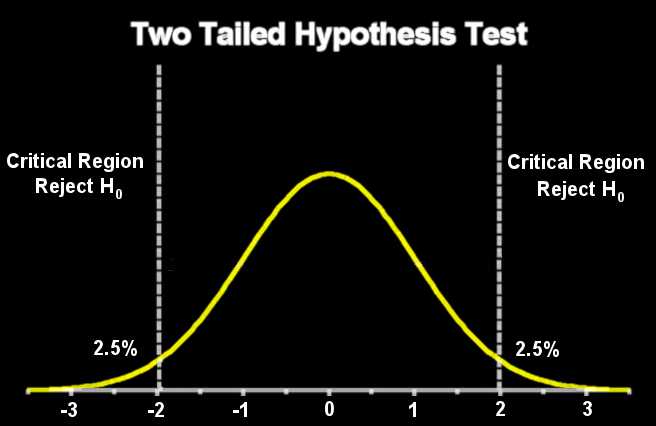 Two Tailed Hypothesis Test
Critical Region
Reject H₀
Critical Region
Reject H₀
2.5%
2.5%
-3 -2 -1 0 1 2 3